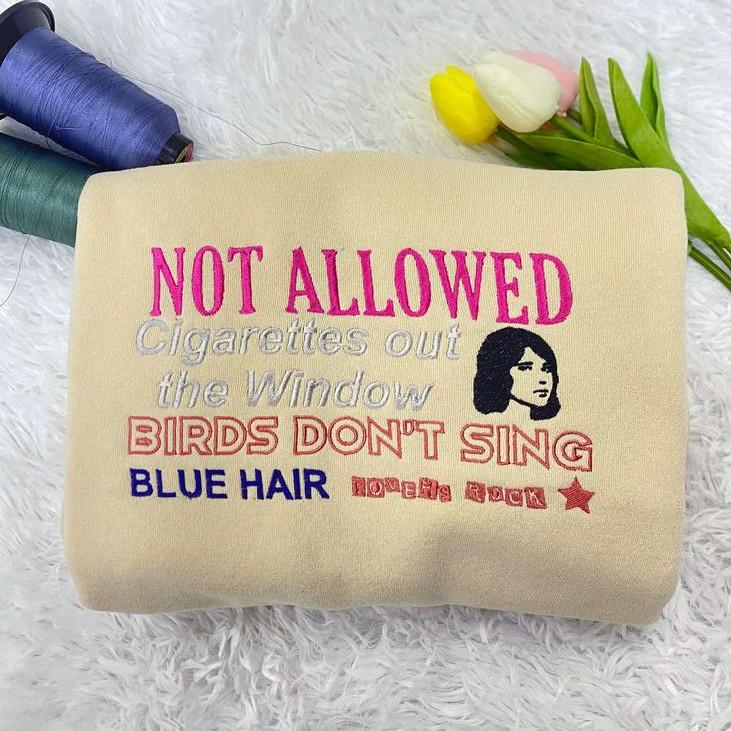 NOT ALLOWED
Cigarettes out
the Window
BIRDS DON'T SING
BLUE HAIR LOVERS ROCK